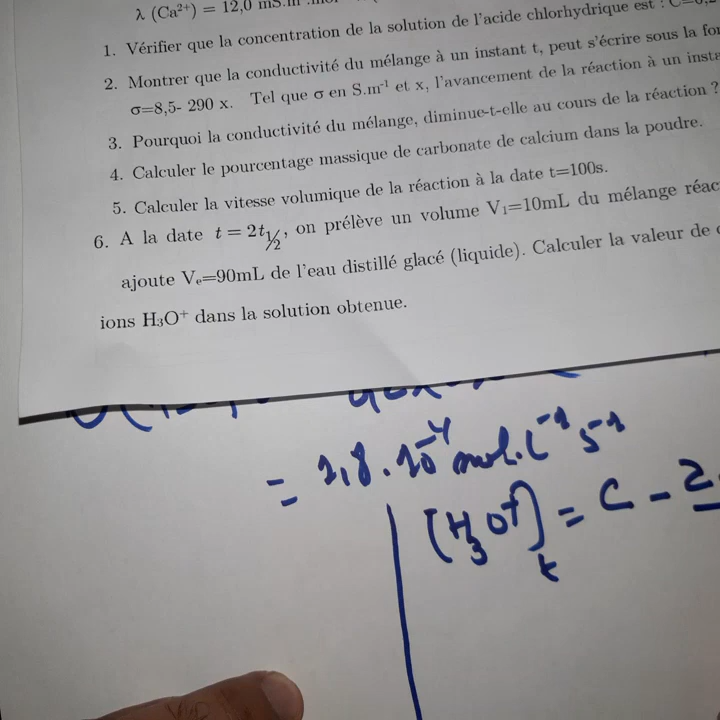 λ (Ca²⁺) = 12,0 mS.m
1. Vérifier que la concentration de la solution de l'acide chlorhydrique est : C=0,2
2. Montrer que la conductivité du mélange à un instant t, peut s'écrire sous la
σ=8,5- 290 x. Tel que σ en S.m⁻¹ et x, l'avancement de la réaction à un
3. Pourquoi la conductivité du mélange, diminue-t-elle au cours de la réaction ?
4. Calculer le pourcentage massique de carbonate de calcium dans la poudre.
5. Calculer la vitesse volumique de la réaction à la date t=100s.
6. A la date t = 2t½, on prélève un volume V₁=10mL du mélange
ajoute Vₑ=90mL de l'eau distillé glacé (liquide). Calculer la valeur de
ions H₃O⁺ dans la solution obtenue.
= 1,8.10⁻⁴ mol.L⁻¹ s⁻¹
[H₃O⁺]t = C - 2